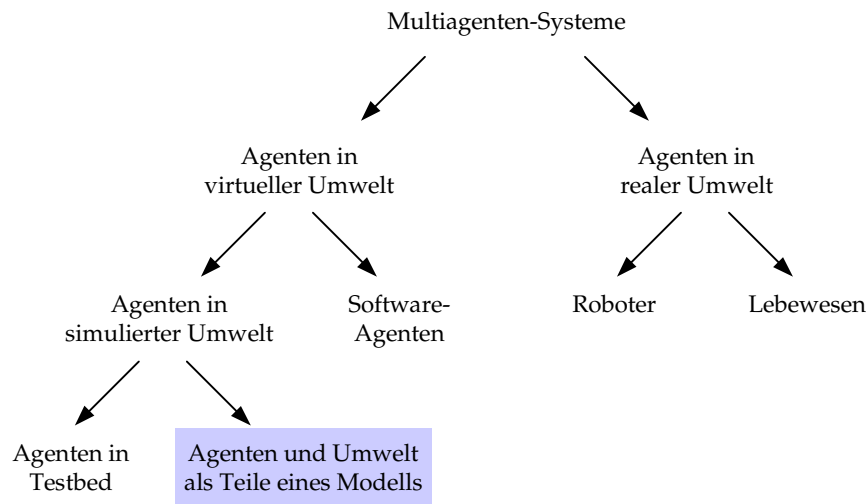 Multiagenten-Systeme
Agenten in
virtueller Umwelt
Agenten in
realer Umwelt
Agenten in
simulierter Umwelt
Software-
Agenten
Roboter
Lebewesen
Agenten in
Testbed
Agenten und Umwelt
als Teile eines Modells